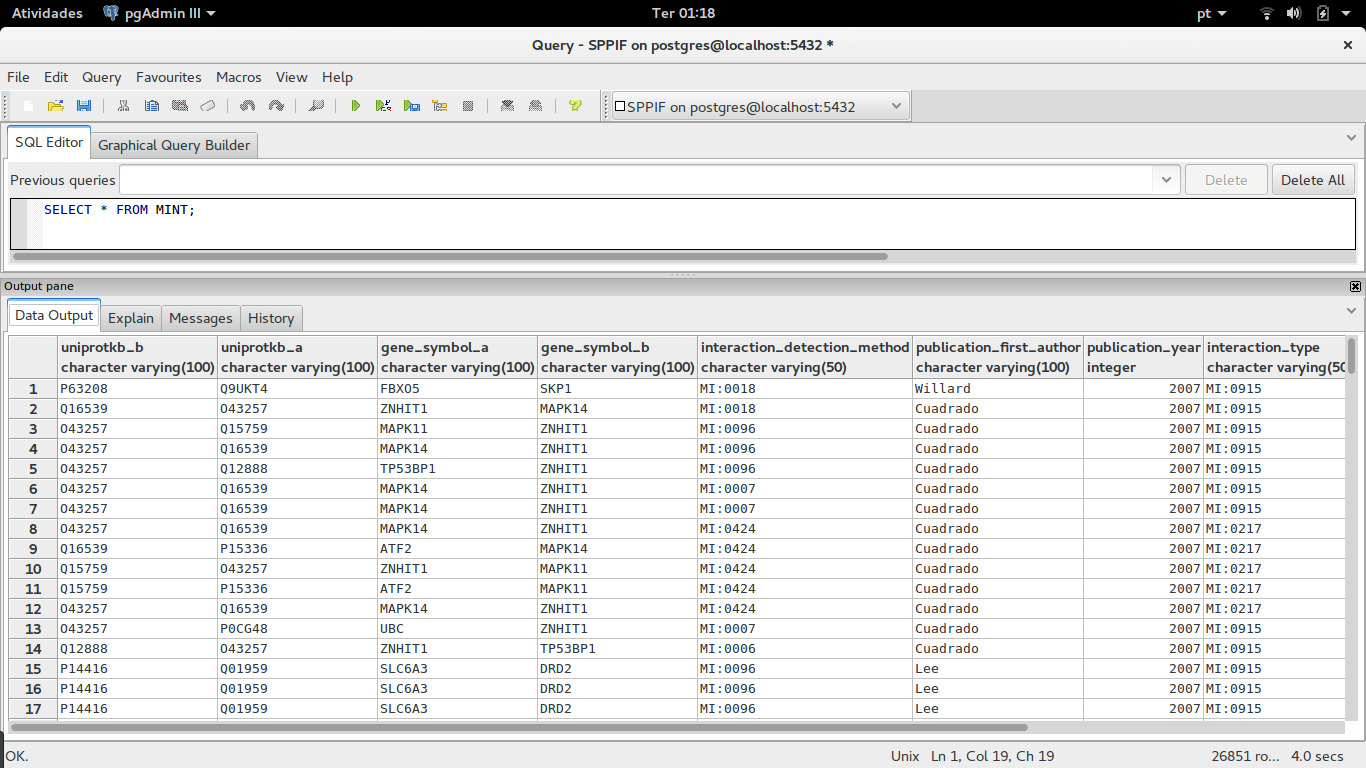 Atividades pgAdmin III Ter 01:18 pt
Query - SPPIF on postgres@localhost:5432 *
File Edit Query Favourites Macros View Help
SPPIF on postgres@localhost:5432
SQL Editor Graphical Query Builder
Previous queries Delete Delete All
SELECT * FROM MINT;
Output pane
Data Output Explain Messages History
uniprotkb_b uniprotkb_a gene_symbol_a gene_symbol_b interaction_detection_method publication_first_author publication_year interaction_type
character varying(100) character varying(100) character varying(100) character varying(100) character varying(50) character varying(100) integer character varying(50
1 P63208 Q9UKT4 FBXO5 SKP1 MI:0018 Willard 2007 MI:0915
2 Q16539 O43257 ZNHIT1 MAPK14 MI:0018 Cuadrado 2007 MI:0915
3 O43257 Q15759 MAPK11 ZNHIT1 MI:0096 Cuadrado 2007 MI:0915
4 O43257 Q16539 MAPK14 ZNHIT1 MI:0096 Cuadrado 2007 MI:0915
5 O43257 Q12888 TP53BP1 ZNHIT1 MI:0096 Cuadrado 2007 MI:0915
6 O43257 Q16539 MAPK14 ZNHIT1 MI:0007 Cuadrado 2007 MI:0915
7 O43257 Q16539 MAPK14 ZNHIT1 MI:0007 Cuadrado 2007 MI:0915
8 O43257 Q16539 MAPK14 ZNHIT1 MI:0424 Cuadrado 2007 MI:0217
9 Q16539 P15336 ATF2 MAPK14 MI:0424 Cuadrado 2007 MI:0217
10 Q15759 O43257 ZNHIT1 MAPK11 MI:0424 Cuadrado 2007 MI:0217
11 Q15759 P15336 ATF2 MAPK11 MI:0424 Cuadrado 2007 MI:0217
12 O43257 Q16539 MAPK14 ZNHIT1 MI:0424 Cuadrado 2007 MI:0217
13 O43257 P0CG48 UBC ZNHIT1 MI:0007 Cuadrado 2007 MI:0915
14 Q12888 O43257 ZNHIT1 TP53BP1 MI:0006 Cuadrado 2007 MI:0915
15 P14416 Q01959 SLC6A3 DRD2 MI:0096 Lee 2007 MI:0915
16 P14416 Q01959 SLC6A3 DRD2 MI:0096 Lee 2007 MI:0915
17 P14416 Q01959 SLC6A3 DRD2 MI:0096 Lee 2007 MI:0915
OK. Unix Ln 1, Col 19, Ch 19 26851 ro... 4.0 secs